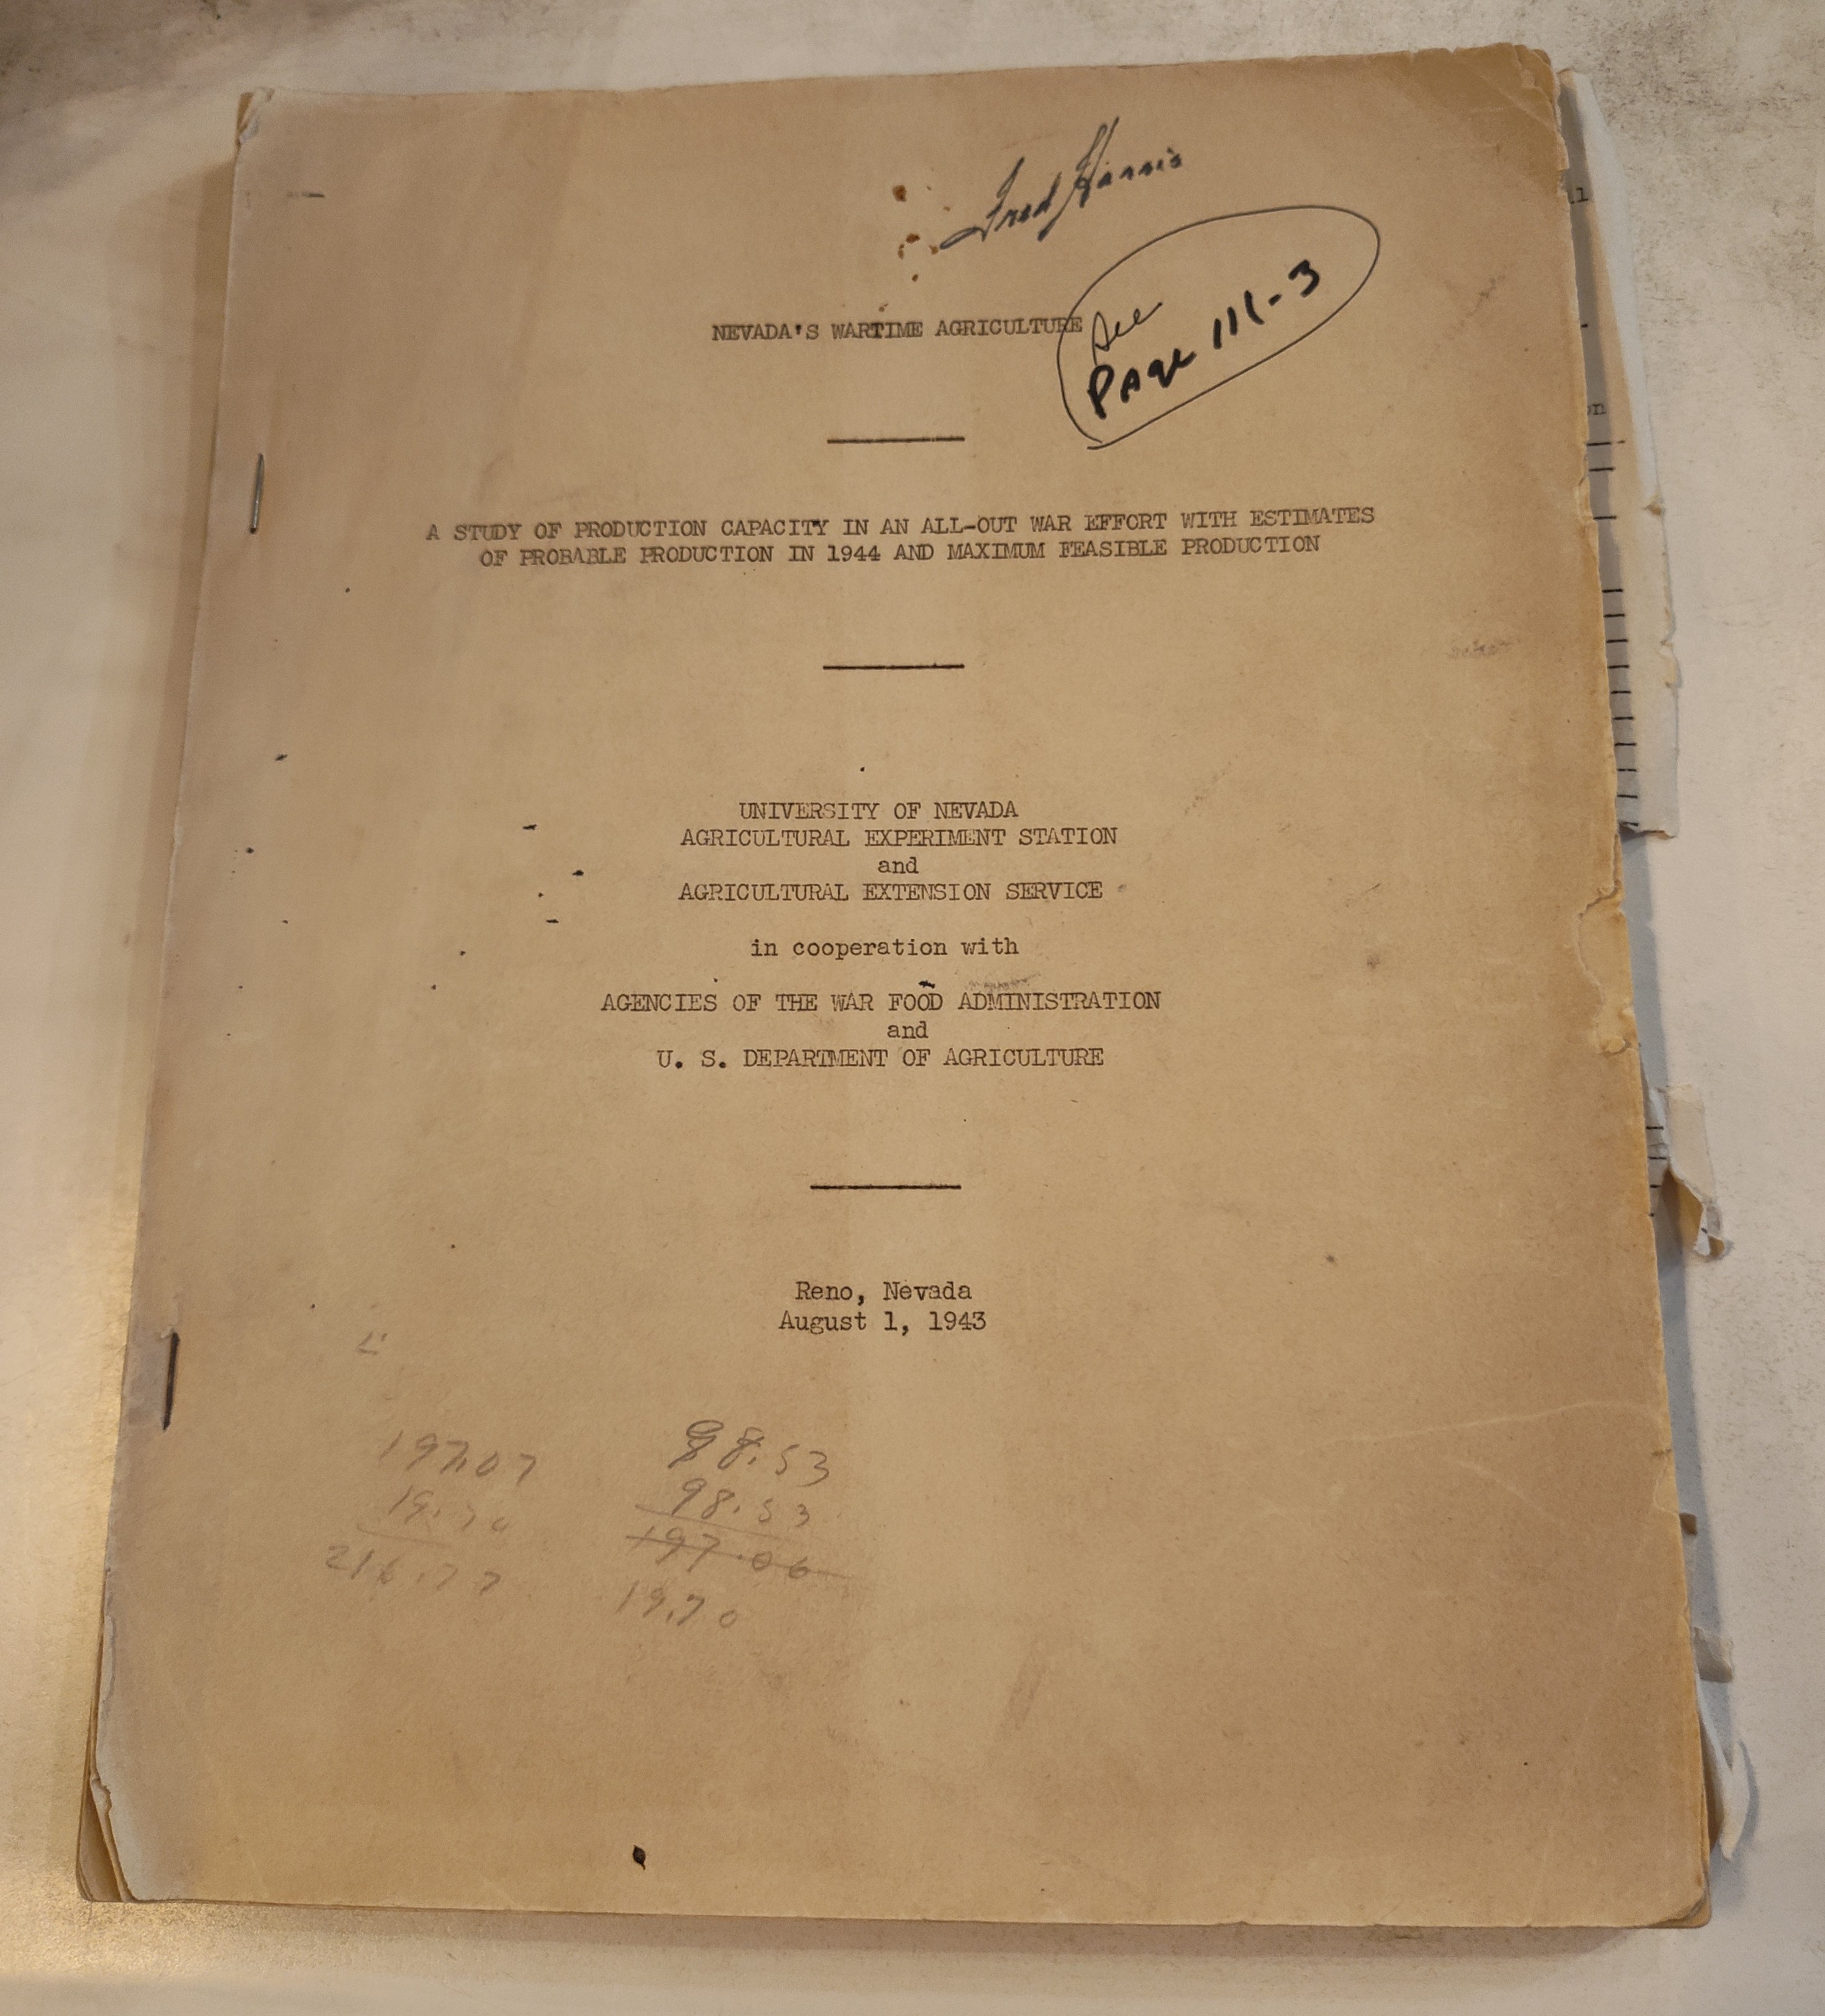 Fred Harris
See
Page 111-3
NEVADA'S WARTIME AGRICULTURE
A STUDY OF PRODUCTION CAPACITY IN AN ALL-OUT WAR EFFORT WITH ESTIMATES
OF PROBABLE PRODUCTION IN 1944 AND MAXIMUM FEASIBLE PRODUCTION
UNIVERSITY OF NEVADA
AGRICULTURAL EXPERIMENT STATION
and
AGRICULTURAL EXTENSION SERVICE
in cooperation with
AGENCIES OF THE WAR FOOD ADMINISTRATION
and
U. S. DEPARTMENT OF AGRICULTURE
Reno, Nevada
August 1, 1943
197.07
19.70
216.77
98.53
98.53
197.06
19.70